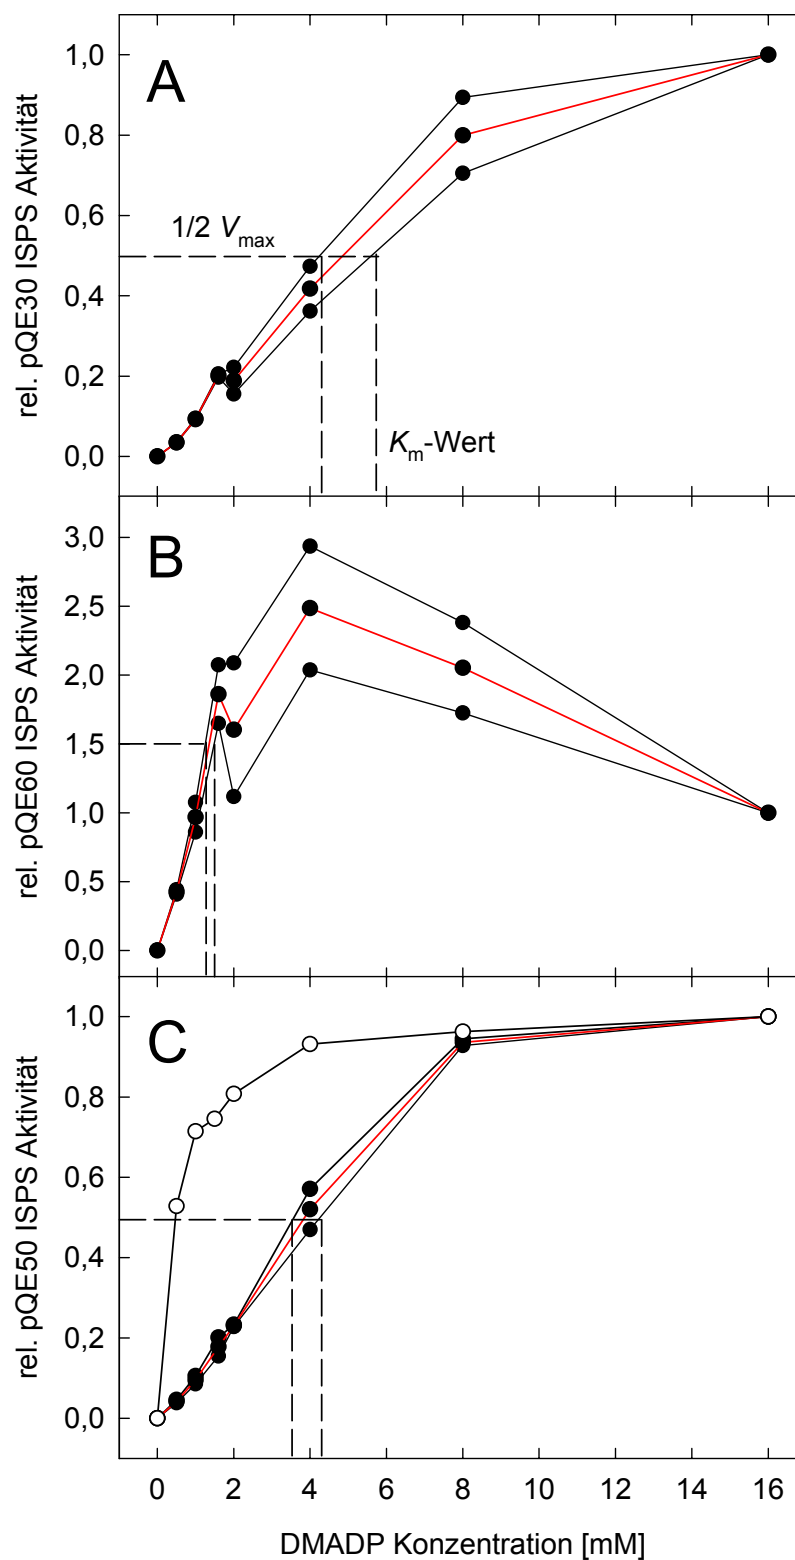 A
rel. pQE30 ISPS Aktivität
1,0
0,8
0,6
0,4
0,2
0,0
1/2 Vmax
Km-Wert
B
rel. pQE60 ISPS Aktivität
3,0
2,5
2,0
1,5
1,0
0,5
0,0
C
rel. pQE50 ISPS Aktivität
1,0
0,8
0,6
0,4
0,2
0,0
0 2 4 6 8 10 12 14 16
DMADP Konzentration [mM]